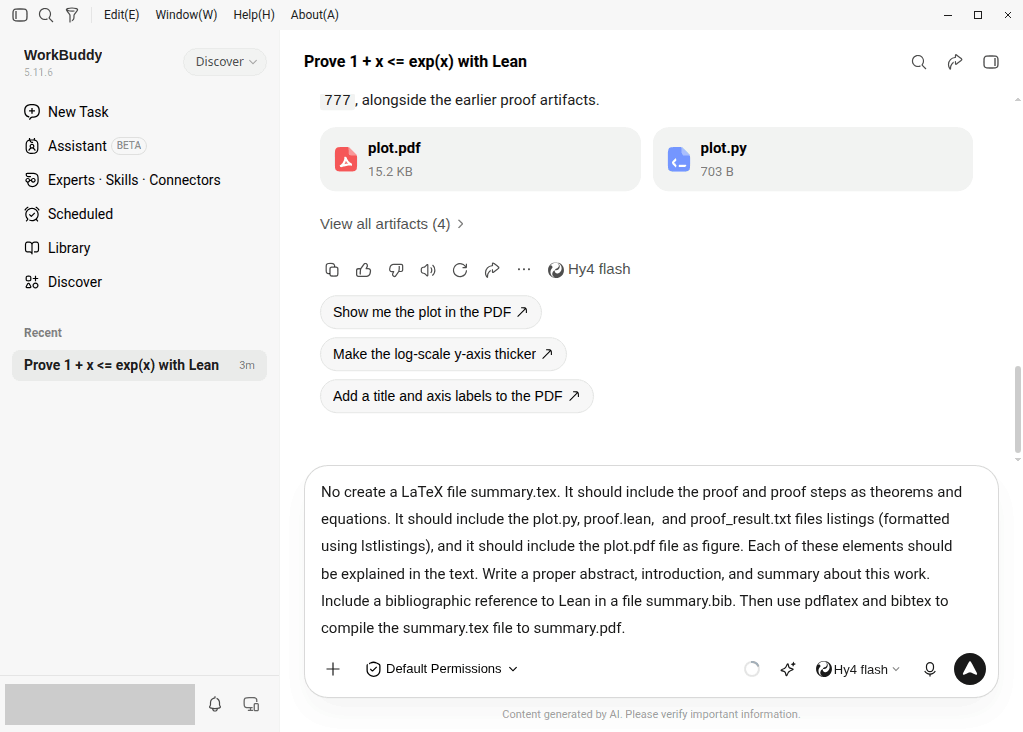 Edit(E) Window(W) Help(H) About(A)
WorkBuddy
5.11.6
Discover
New Task
Assistant BETA
Experts · Skills · Connectors
Scheduled
Library
Discover
Recent
Prove 1 + x <= exp(x) with Lean 3m
Prove 1 + x <= exp(x) with Lean
777, alongside the earlier proof artifacts.
plot.pdf
15.2 KB
plot.py
703 B
View all artifacts (4)
Hy4 flash
Show me the plot in the PDF
Make the log-scale y-axis thicker
Add a title and axis labels to the PDF
No create a LaTeX file summary.tex. It should include the proof and proof steps as theorems and
equations. It should include the plot.py, proof.lean,  and proof_result.txt files listings (formatted
using lstlistings), and it should include the plot.pdf file as figure. Each of these elements should
be explained in the text. Write a proper abstract, introduction, and summary about this work.
Include a bibliographic reference to Lean in a file summary.bib. Then use pdflatex and bibtex to
compile the summary.tex file to summary.pdf.
Default Permissions
Hy4 flash
Content generated by AI. Please verify important information.